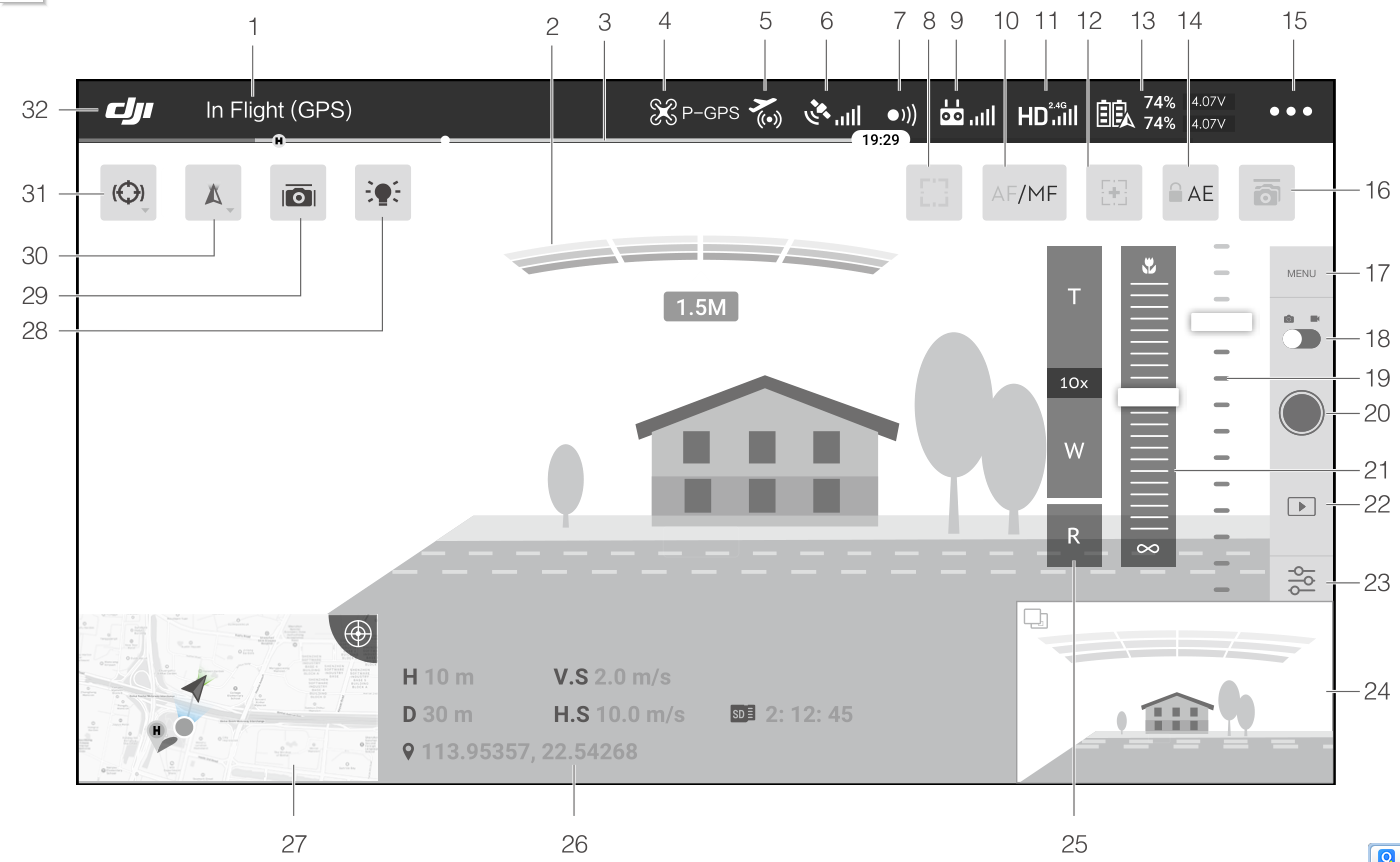 1 2 3 4 5 6 7 8 9 10 11 12 13 14 15
32 dji In Flight (GPS) P-GPS HD 2.4G 74% 4.07V
74% 4.07V
H 19:29
31 AF/MF AE 16
30
29
28
1.5M
T
10x
W
R
∞
MENU 17
18
19
20
21
22
23
24
H 10 m V.S 2.0 m/s
D 30 m H.S 10.0 m/s SD 2: 12: 45
113.95357, 22.54268
H
27 26 25